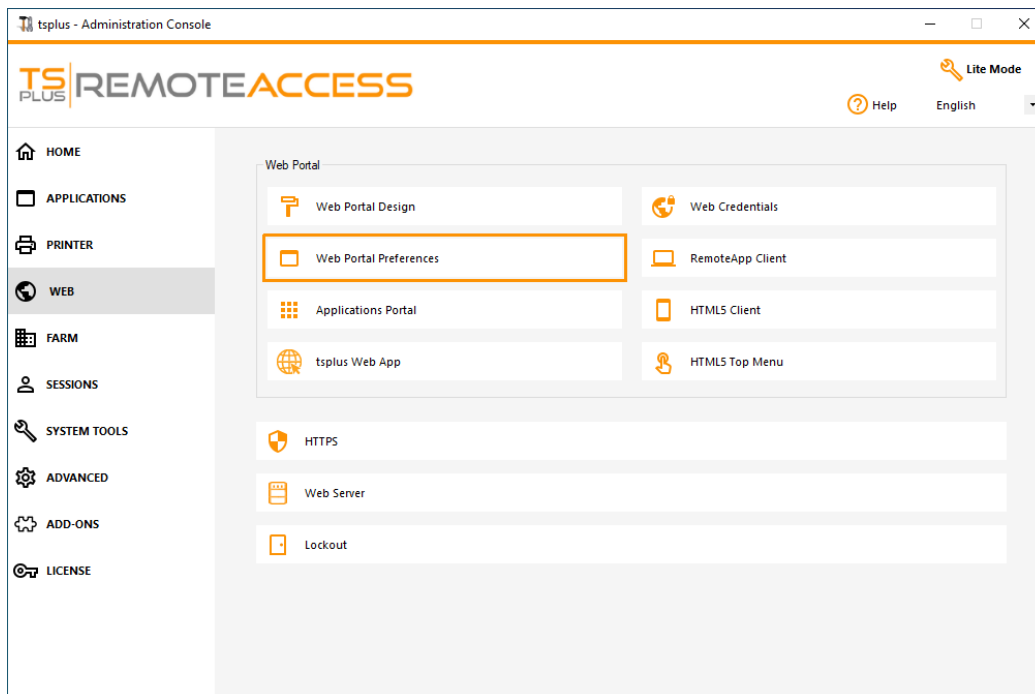 tsplus - Administration Console
TS PLUS REMOTEACCESS
Lite Mode
Help
English
HOME
APPLICATIONS
PRINTER
WEB
FARM
SESSIONS
SYSTEM TOOLS
ADVANCED
ADD-ONS
LICENSE
Web Portal
Web Portal Design
Web Credentials
Web Portal Preferences
RemoteApp Client
Applications Portal
HTML5 Client
tsplus Web App
HTML5 Top Menu
HTTPS
Web Server
Lockout